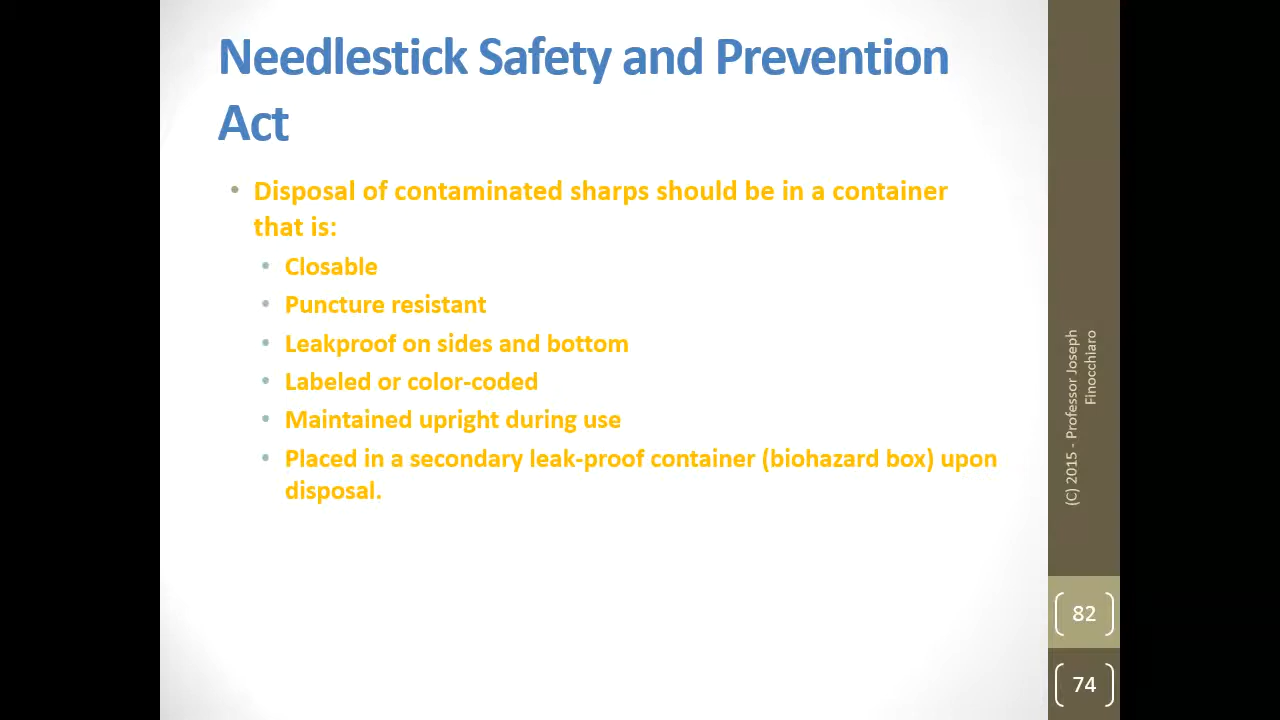 Needlestick Safety and Prevention
Act
• Disposal of contaminated sharps should be in a container
that is:
• Closable
• Puncture resistant
• Leakproof on sides and bottom
• Labeled or color-coded
• Maintained upright during use
• Placed in a secondary leak-proof container (biohazard box) upon
disposal.
(C) 2015 - Professor Joseph
Finocchiaro
82
74